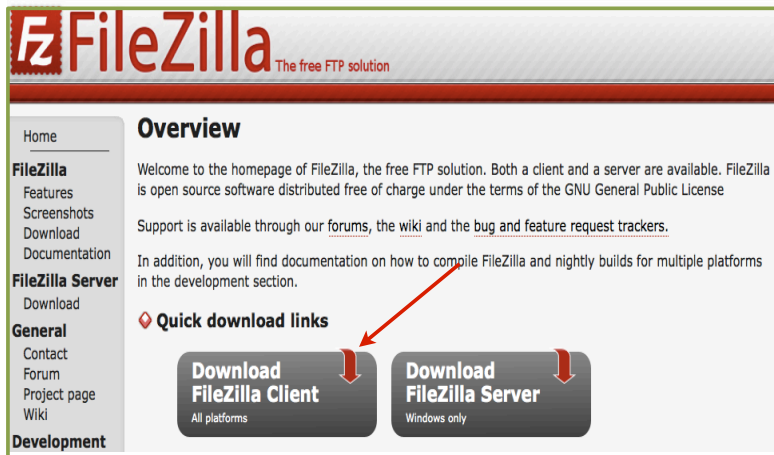 Fz FileZilla The free FTP solution
Home
FileZilla
Features
Screenshots
Download
Documentation
FileZilla Server
Download
General
Contact
Forum
Project page
Wiki
Development
Overview
Welcome to the homepage of FileZilla, the free FTP solution. Both a client and a server are available. FileZilla
is open source software distributed free of charge under the terms of the GNU General Public License
Support is available through our forums, the wiki and the bug and feature request trackers.
In addition, you will find documentation on how to compile FileZilla and nightly builds for multiple platforms
in the development section.
Quick download links
Download
FileZilla Client
All platforms
Download
FileZilla Server
Windows only